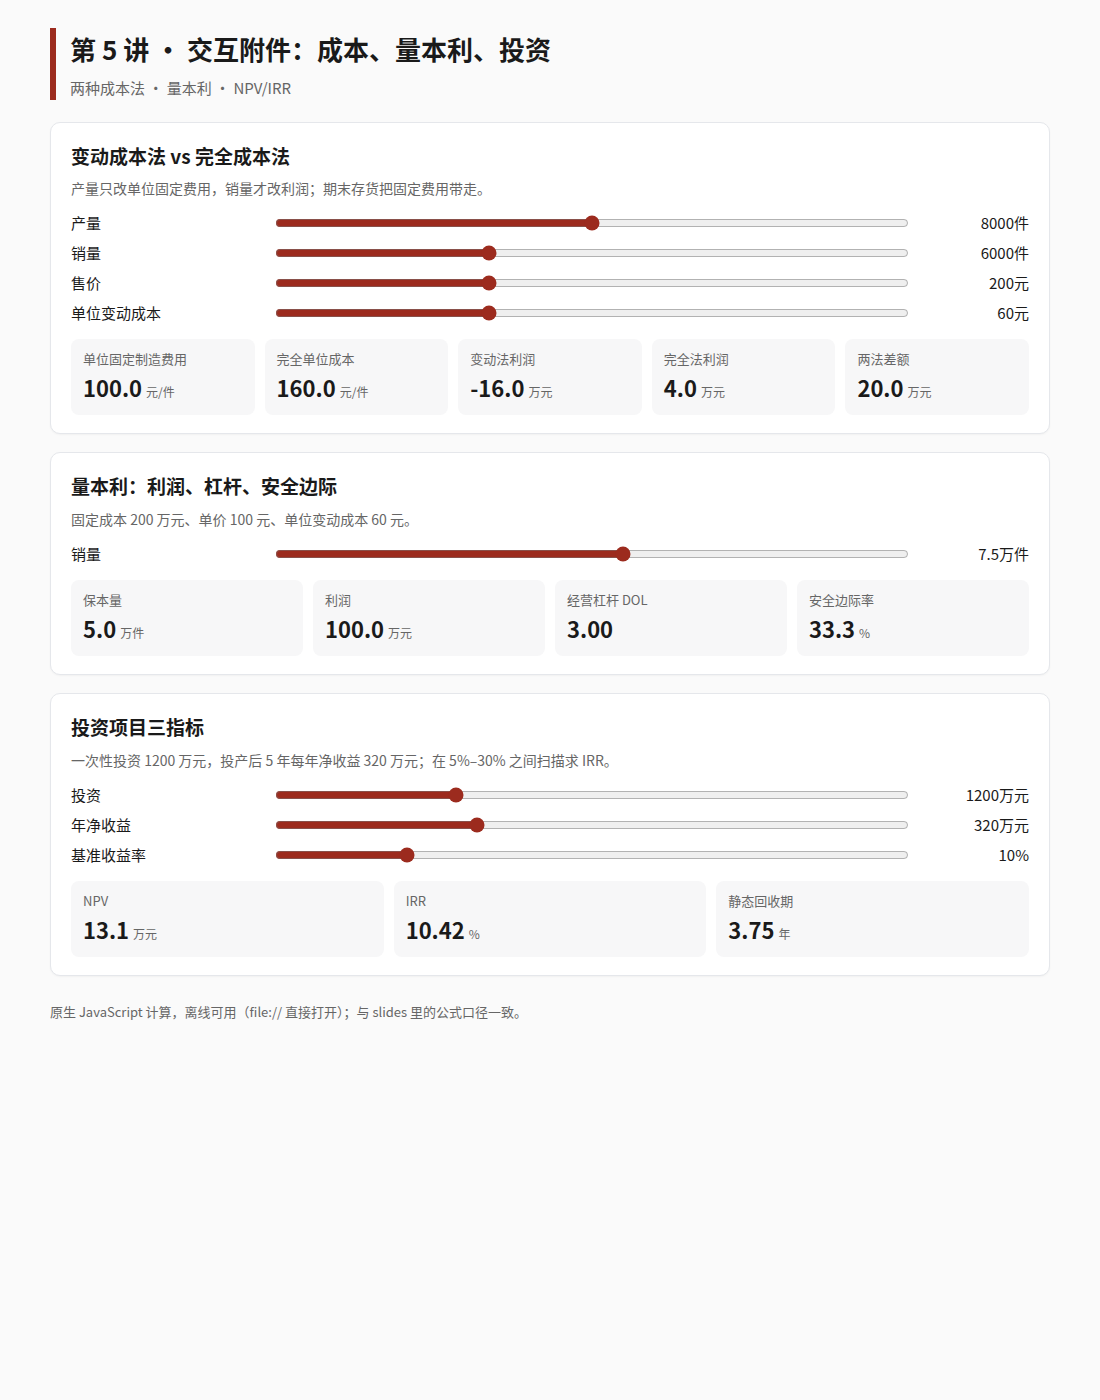 第 5 讲 · 交互附件：成本、量本利、投资
两种成本法 · 量本利 · NPV/IRR
变动成本法 vs 完全成本法
产量只改单位固定费用，销量才改利润；期末存货把固定费用带走。
产量 8000件
销量 6000件
售价 200元
单位变动成本 60元
单位固定制造费用 完全单位成本 变动法利润 完全法利润 两法差额
100.0 元/件 160.0 元/件 -16.0 万元 4.0 万元 20.0 万元
量本利：利润、杠杆、安全边际
固定成本 200 万元、单价 100 元、单位变动成本 60 元。
销量 7.5万件
保本量 利润 经营杠杆 DOL 安全边际率
5.0 万件 100.0 万元 3.00 33.3 %
投资项目三指标
一次性投资 1200 万元，投产后 5 年每年净收益 320 万元；在 5%–30% 之间扫描求 IRR。
投资 1200万元
年净收益 320万元
基准收益率 10%
NPV IRR 静态回收期
13.1 万元 10.42 % 3.75 年
原生 JavaScript 计算，离线可用（file:// 直接打开）；与 slides 里的公式口径一致。